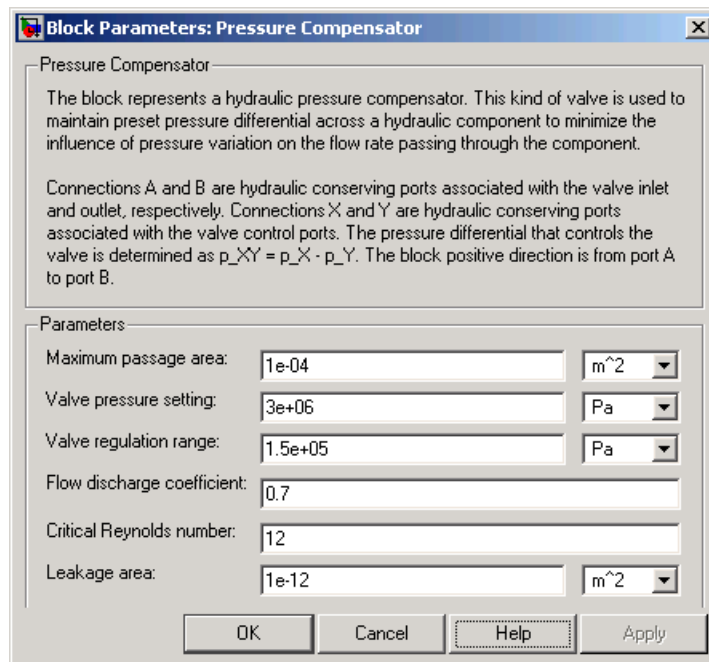 Block Parameters: Pressure Compensator
Pressure Compensator
The block represents a hydraulic pressure compensator. This kind of valve is used to
maintain preset pressure differential across a hydraulic component to minimize the
influence of pressure variation on the flow rate passing through the component.
Connections A and B are hydraulic conserving ports associated with the valve inlet
and outlet, respectively. Connections X and Y are hydraulic conserving ports
associated with the valve control ports. The pressure differential that controls the
valve is determined as p_XY = p_X - p_Y. The block positive direction is from port A
to port B.
Parameters
Maximum passage area: 1e-04 m^2
Valve pressure setting: 3e+06 Pa
Valve regulation range: 1.5e+05 Pa
Flow discharge coefficient: 0.7
Critical Reynolds number: 12
Leakage area: 1e-12 m^2
OK Cancel Help Apply